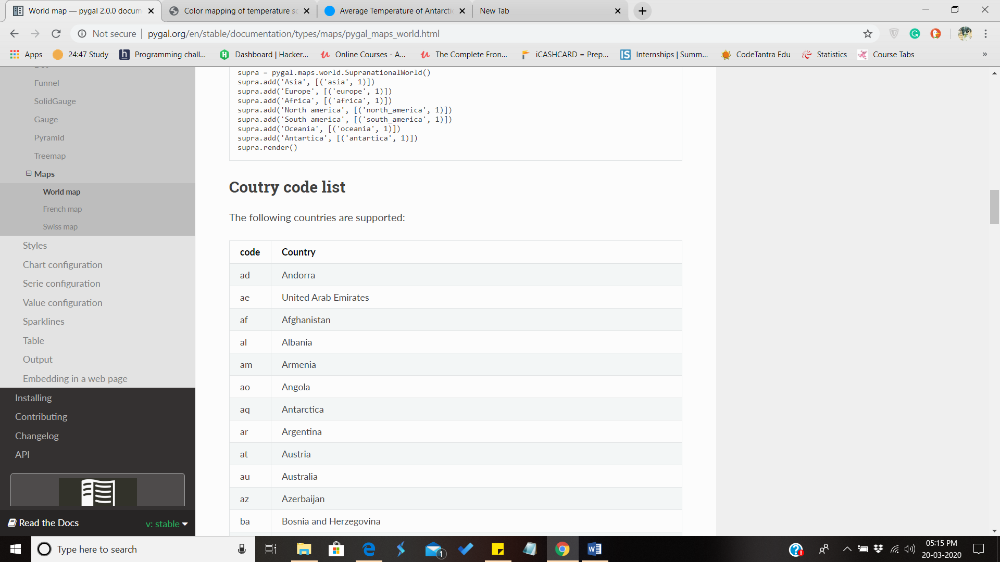 World map — pygal 2.0.0 docum
Color mapping of temperature sc
Average Temperature of Antarctic
New Tab
Not secure | pygal.org/en/stable/documentation/types/maps/pygal_maps_world.html
Apps
24:47 Study
Programming chall...
Dashboard | Hacker...
Online Courses - A...
The Complete Fron...
iCASHCARD = Prep...
Internships | Summ...
CodeTantra Edu
Statistics
Course Tabs
»
Funnel
SolidGauge
Gauge
Pyramid
Treemap
Maps
World map
French map
Swiss map
Styles
Chart configuration
Serie configuration
Value configuration
Sparklines
Table
Output
Embedding in a web page
Installing
Contributing
Changelog
API
Read the Docs
v: stable
supra = pygal.maps.world.SupranationalWorld()
supra.add('Asia', [('asia', 1)])
supra.add('Europe', [('europe', 1)])
supra.add('Africa', [('africa', 1)])
supra.add('North america', [('north_america', 1)])
supra.add('South america', [('south_america', 1)])
supra.add('Oceania', [('oceania', 1)])
supra.add('Antartica', [('antartica', 1)])
supra.render()
Coutry code list
The following countries are supported:
code Country
ad Andorra
ae United Arab Emirates
af Afghanistan
al Albania
am Armenia
ao Angola
aq Antarctica
ar Argentina
at Austria
au Australia
az Azerbaijan
ba Bosnia and Herzegovina
Type here to search
1
05:15 PM
20-03-2020